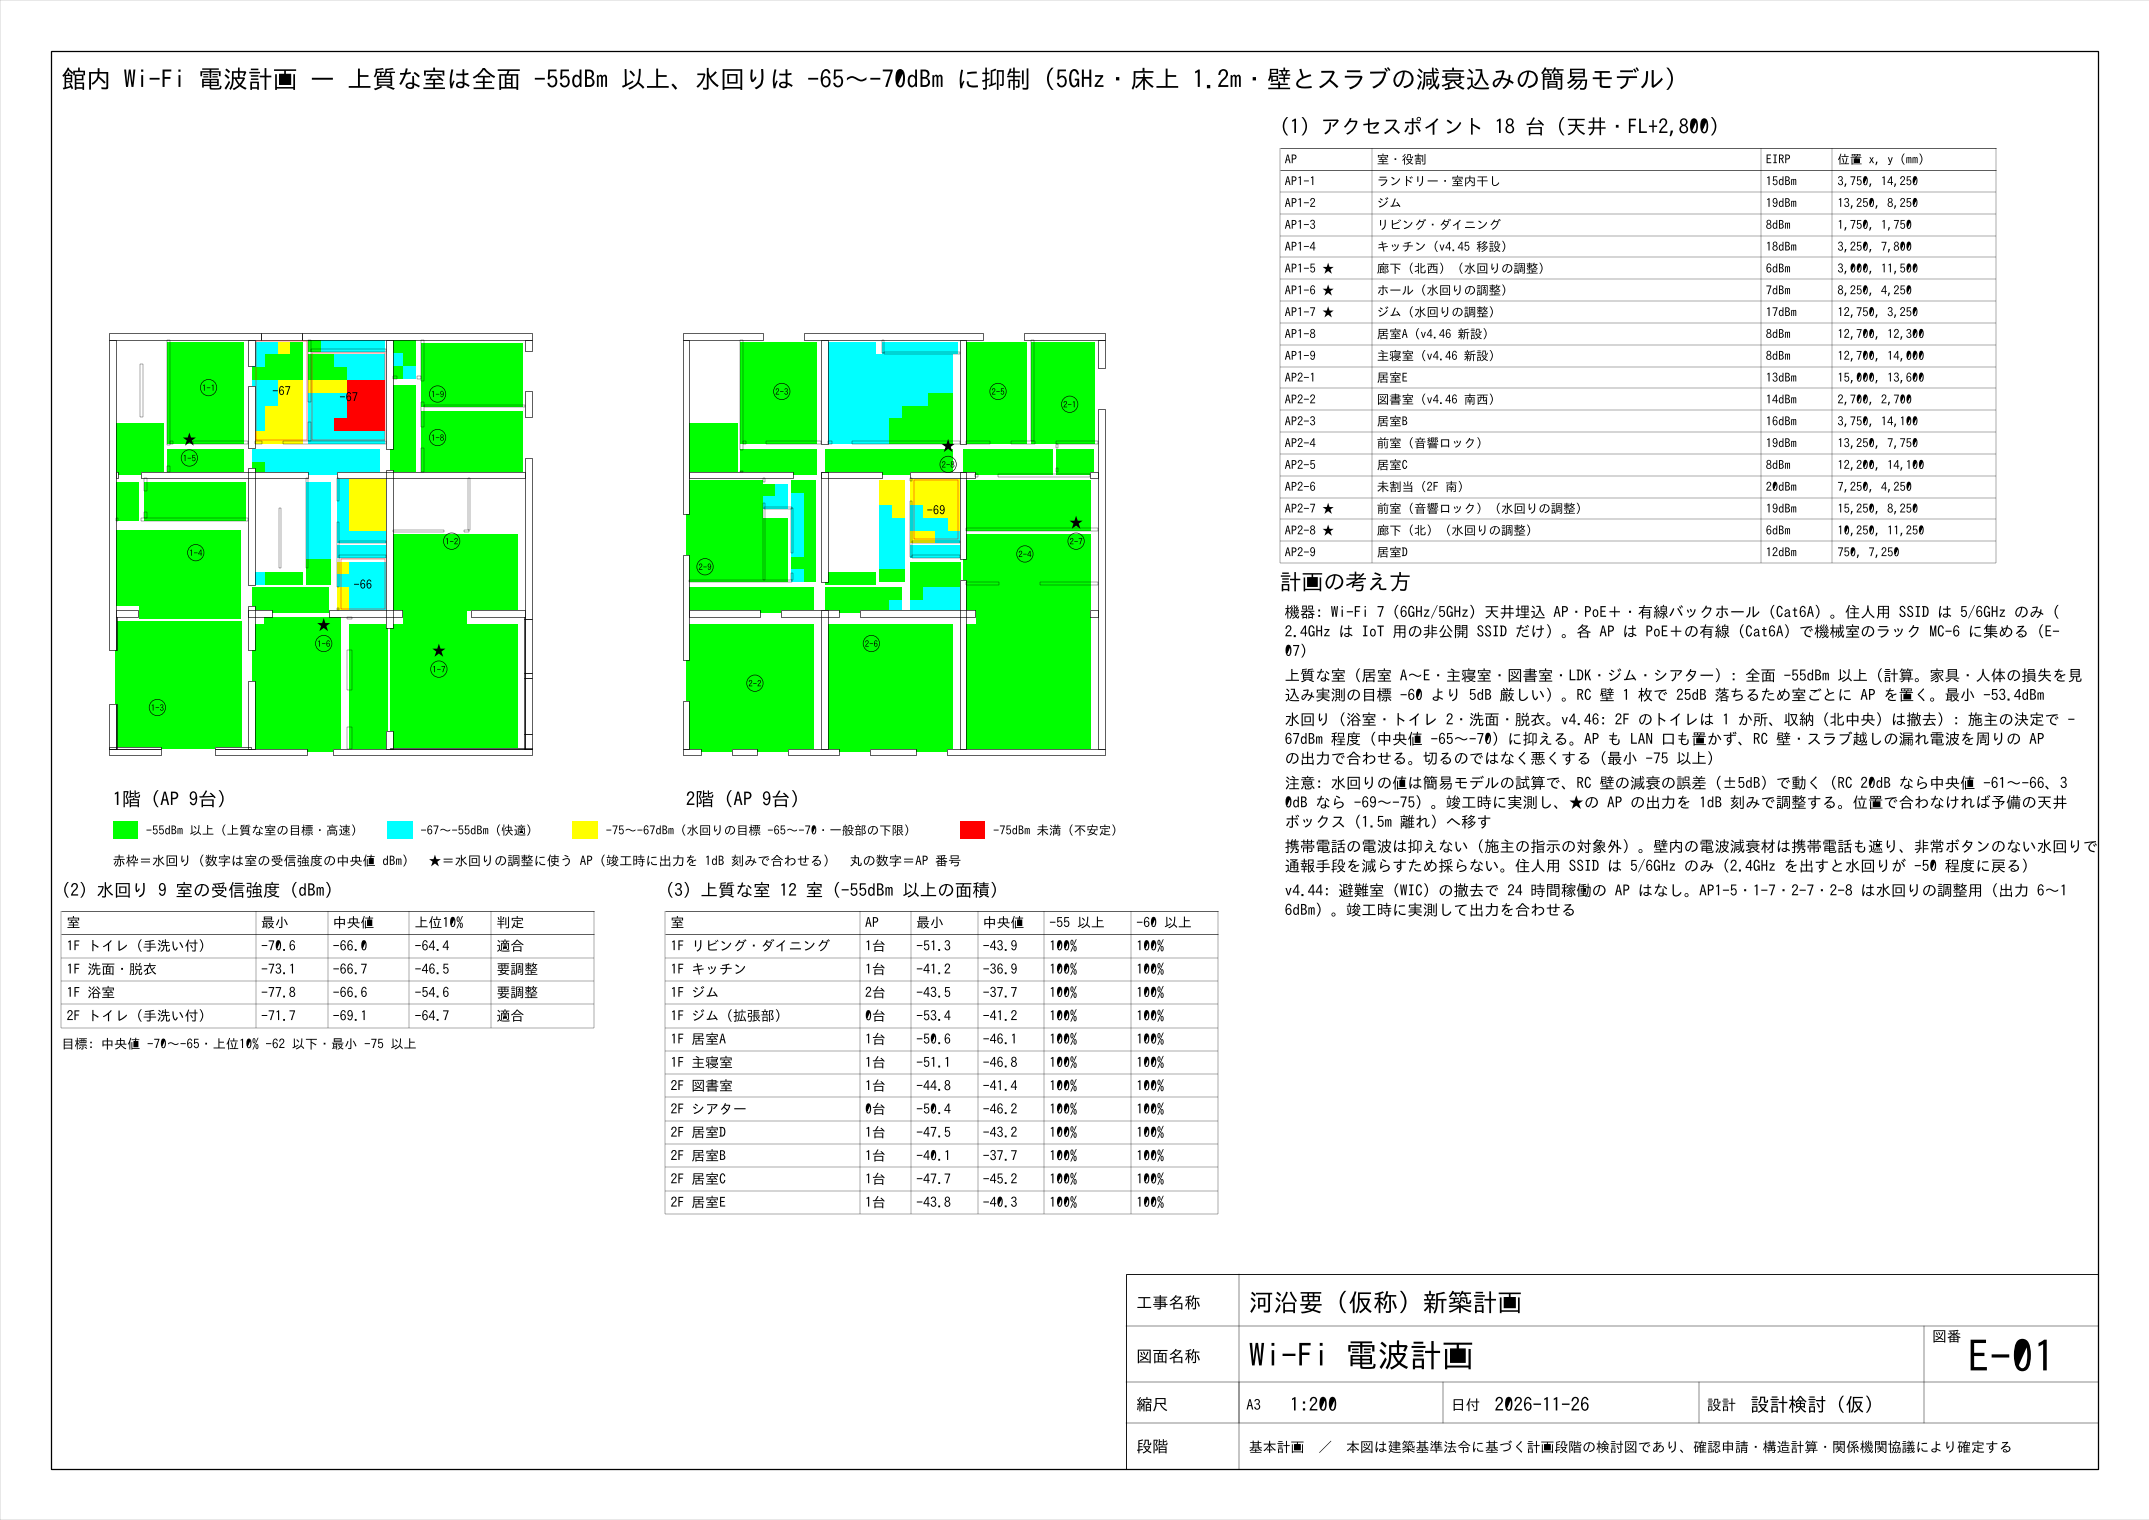 館内 Wi-Fi 電波計画 ― 上質な室は全面 -55dBm 以上、水回りは -65～-70dBm に抑制（5GHz・床上 1.2m・壁とスラブの減衰込みの簡易モデル）
（1）アクセスポイント 18 台（天井・FL+2,800）
AP 室・役割 EIRP 位置 x, y（mm）
AP1-1 ランドリー・室内干し 15dBm 3,750, 14,250
AP1-2 ジム 19dBm 13,250, 8,250
AP1-3 リビング・ダイニング 8dBm 1,750, 1,750
AP1-4 キッチン（v4.45 移設） 18dBm 3,250, 7,800
AP1-5 ★ 廊下（北西）（水回りの調整） 6dBm 3,000, 11,500
AP1-6 ★ ホール（水回りの調整） 7dBm 8,250, 4,250
AP1-7 ★ ジム（水回りの調整） 17dBm 12,750, 3,250
AP1-8 居室A（v4.46 新設） 8dBm 12,700, 12,300
AP1-9 主寝室（v4.46 新設） 8dBm 12,700, 14,000
AP2-1 居室E 13dBm 15,000, 13,600
AP2-2 図書室（v4.46 南西） 14dBm 2,700, 2,700
AP2-3 居室B 16dBm 3,750, 14,100
AP2-4 前室（音響ロック） 19dBm 13,250, 7,750
AP2-5 居室C 8dBm 12,200, 14,100
AP2-6 未割当（2F 南） 20dBm 7,250, 4,250
AP2-7 ★ 前室（音響ロック）（水回りの調整） 19dBm 15,250, 8,250
AP2-8 ★ 廊下（北）（水回りの調整） 6dBm 10,250, 11,250
AP2-9 居室D 12dBm 750, 7,250
計画の考え方
機器: Wi-Fi 7（6GHz/5GHz）天井埋込 AP・PoE＋・有線バックホール（Cat6A）。住人用 SSID は 5/6GHz のみ（
2.4GHz は IoT 用の非公開 SSID だけ）。各 AP は PoE＋の有線（Cat6A）で機械室のラック MC-6 に集める（E-
07）
上質な室（居室 A～E・主寝室・図書室・LDK・ジム・シアター）: 全面 -55dBm 以上（計算。家具・人体の損失を見
込み実測の目標 -60 より 5dB 厳しい）。RC 壁 1 枚で 25dB 落ちるため室ごとに AP を置く。最小 -53.4dBm
水回り（浴室・トイレ 2・洗面・脱衣。v4.46: 2F のトイレは 1 か所、収納（北中央）は撤去）: 施主の決定で -
67dBm 程度（中央値 -65～-70）に抑える。AP も LAN 口も置かず、RC 壁・スラブ越しの漏れ電波を周りの AP
の出力で合わせる。切るのではなく悪くする（最小 -75 以上）
注意: 水回りの値は簡易モデルの試算で、RC 壁の減衰の誤差（±5dB）で動く（RC 20dB なら中央値 -61～-66、3
0dB なら -69～-75）。竣工時に実測し、★の AP の出力を 1dB 刻みで調整する。位置で合わなければ予備の天井
ボックス（1.5m 離れ）へ移す
携帯電話の電波は抑えない（施主の指示の対象外）。壁内の電波減衰材は携帯電話も遮り、非常ボタンのない水回りで
通報手段を減らすため採らない。住人用 SSID は 5/6GHz のみ（2.4GHz を出すと水回りが -50 程度に戻る）
v4.44: 避難室（WIC）の撤去で 24 時間稼働の AP はなし。AP1-5・1-7・2-7・2-8 は水回りの調整用（出力 6～1
6dBm）。竣工時に実測して出力を合わせる
1-1
-67
-67
1-9
1-8
★
1-5
1-4
1-2
-66
★
1-6
★
1-7
1-3
2-3
2-5
2-1
★
2-8
-69
★
2-7
2-4
2-9
2-6
2-2
1階（AP 9台）
2階（AP 9台）
-55dBm 以上（上質な室の目標・高速） -67～-55dBm（快適） -75～-67dBm（水回りの目標 -65～-70・一般部の下限） -75dBm 未満（不安定）
赤枠＝水回り（数字は室の受信強度の中央値 dBm） ★＝水回りの調整に使う AP（竣工時に出力を 1dB 刻みで合わせる） 丸の数字＝AP 番号
（2）水回り 9 室の受信強度（dBm）
室 最小 中央値 上位10% 判定
1F トイレ（手洗い付） -70.6 -66.0 -64.4 適合
1F 洗面・脱衣 -73.1 -66.7 -46.5 要調整
1F 浴室 -77.8 -66.6 -54.6 要調整
2F トイレ（手洗い付） -71.7 -69.1 -64.7 適合
目標: 中央値 -70～-65・上位10% -62 以下・最小 -75 以上
（3）上質な室 12 室（-55dBm 以上の面積）
室 AP 最小 中央値 -55 以上 -60 以上
1F リビング・ダイニング 1台 -51.3 -43.9 100% 100%
1F キッチン 1台 -41.2 -36.9 100% 100%
1F ジム 2台 -43.5 -37.7 100% 100%
1F ジム（拡張部） 0台 -53.4 -41.2 100% 100%
1F 居室A 1台 -50.6 -46.1 100% 100%
1F 主寝室 1台 -51.1 -46.8 100% 100%
2F 図書室 1台 -44.8 -41.4 100% 100%
2F シアター 0台 -50.4 -46.2 100% 100%
2F 居室D 1台 -47.5 -43.2 100% 100%
2F 居室B 1台 -40.1 -37.7 100% 100%
2F 居室C 1台 -47.7 -45.2 100% 100%
2F 居室E 1台 -43.8 -40.3 100% 100%
工事名称 河沿要（仮称）新築計画
図面名称 Wi-Fi 電波計画 図番 E-01
縮尺 A3 1:200 日付 2026-11-26 設計 設計検討（仮）
段階 基本計画 ／ 本図は建築基準法令に基づく計画段階の検討図であり、確認申請・構造計算・関係機関協議により確定する